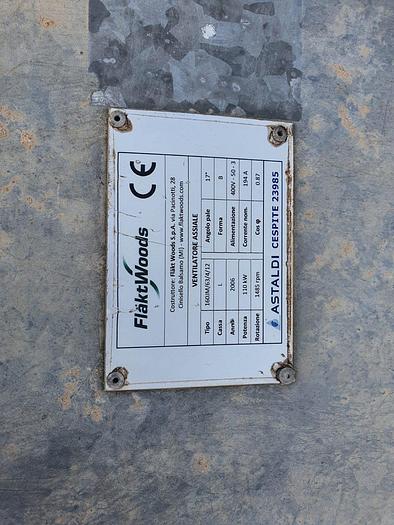 FläktWoods
CE
Costruttore: Fläkt Woods S.p.A. via Pacinotti, 28
Cinisello Balsamo (MI) - www.flaktwoods.com
VENTILATORE ASSIALE
Tipo 160JM/63/4/12 Angolo pale 17°
Cassa L Forma B
Anno 2006 Alimentazione 400V - 50 - 3
Potenza 110 kW Corrente nom. 194 A
Rotazione 1485 rpm Cos φ 0.87
ASTALDI CESPITE 23985